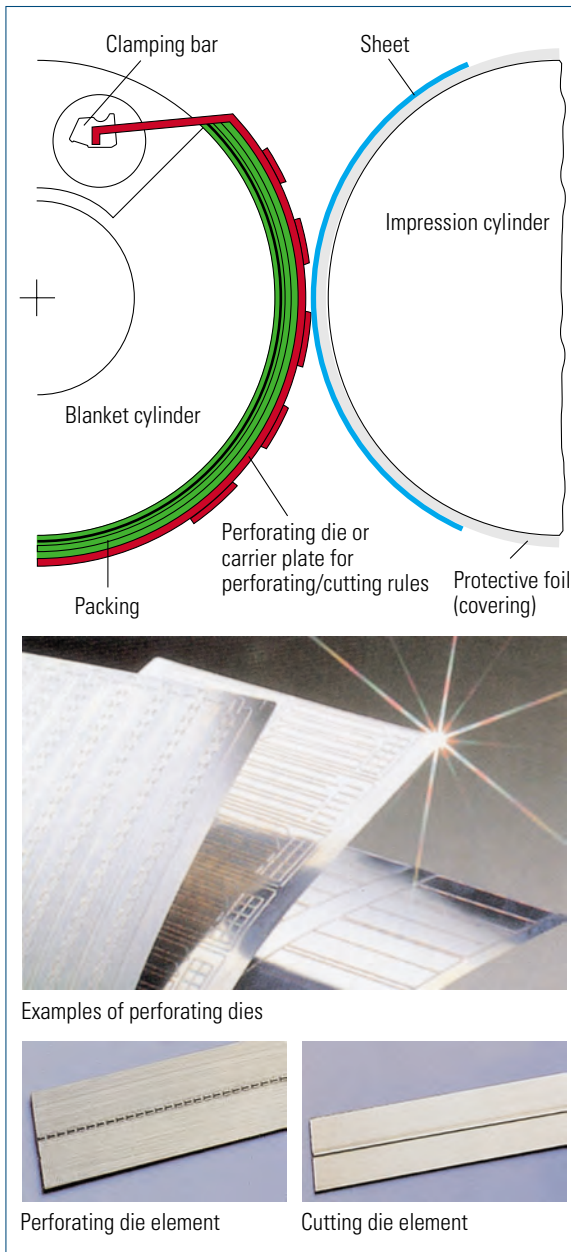 Clamping bar
Sheet
Impression cylinder
Blanket cylinder
Perforating die or
carrier plate for
perforating/cutting rules
Packing
Protective foil
(covering)
Examples of perforating dies
Perforating die element
Cutting die element